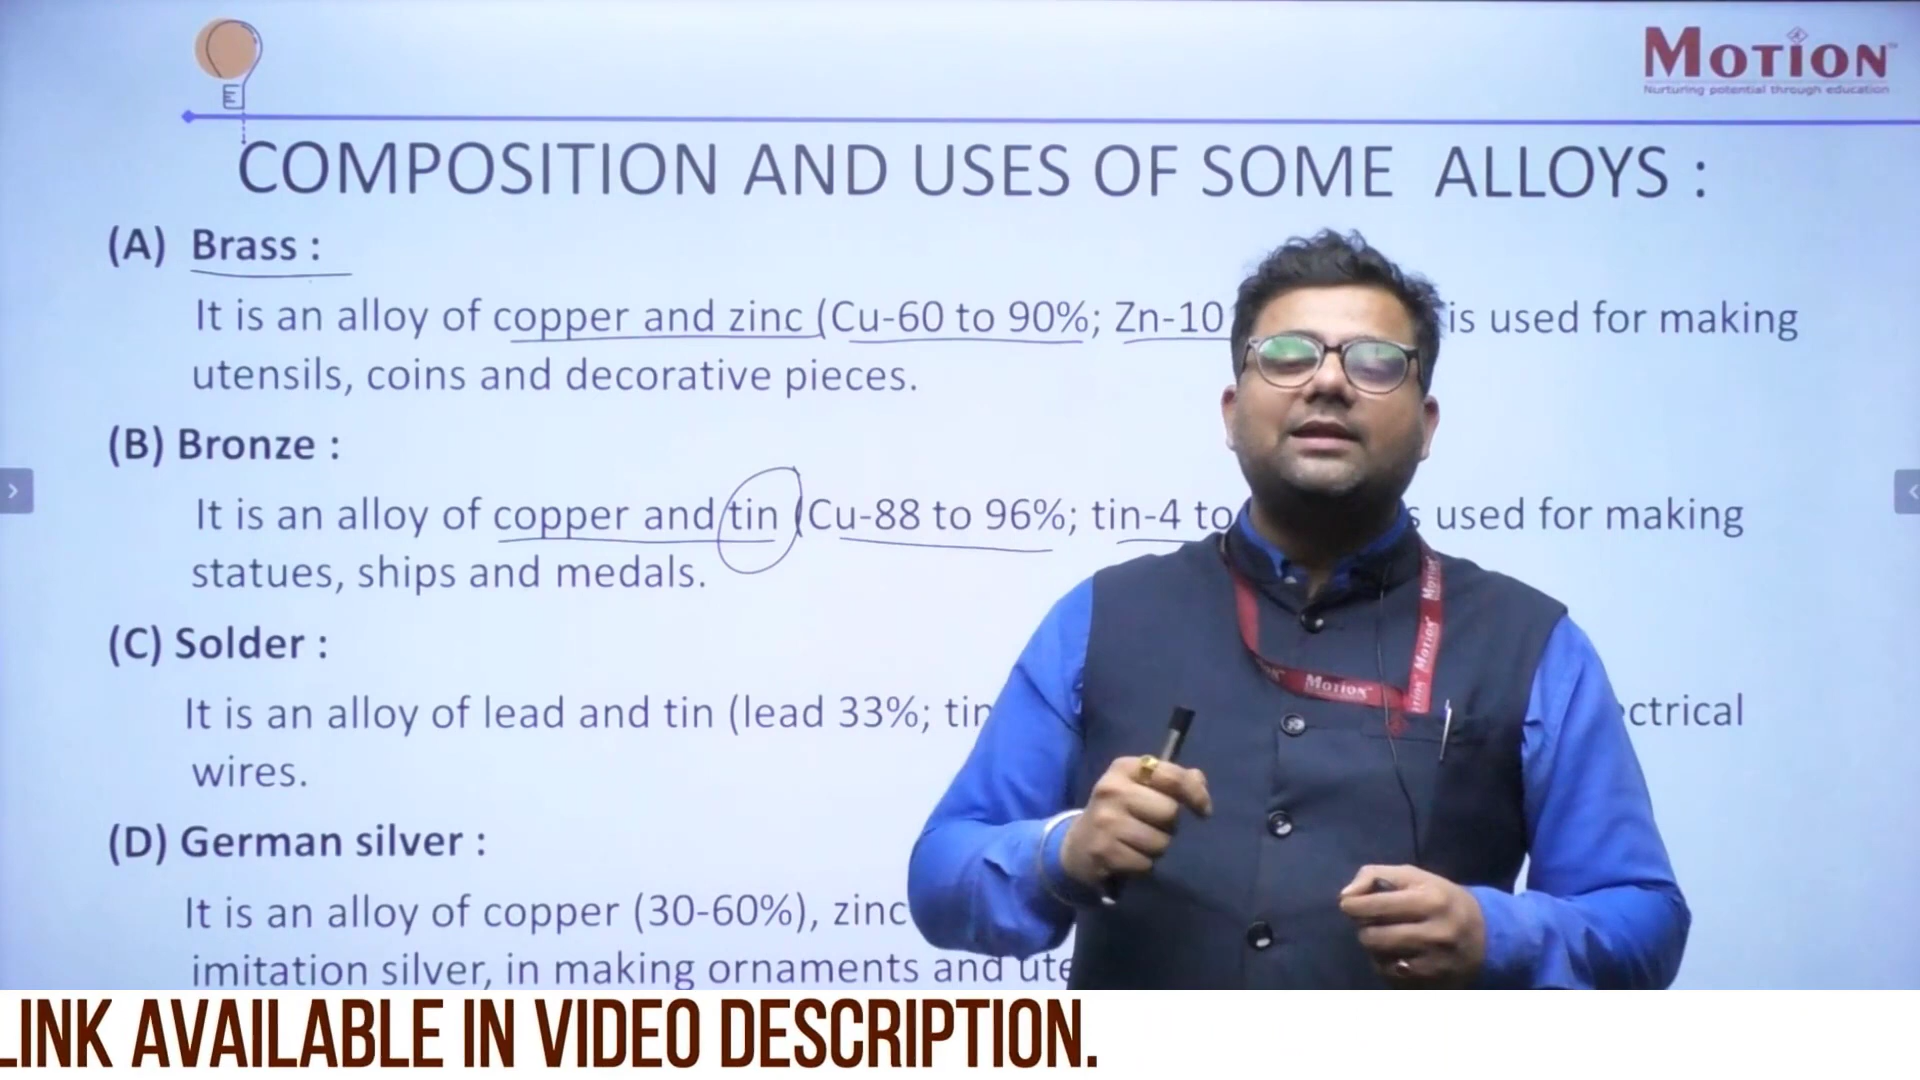 MOTION
Nurturing potential through education
COMPOSITION AND USES OF SOME ALLOYS :
(A) Brass :
It is an alloy of copper and zinc (Cu-60 to 90%; Zn-10 is used for making
utensils, coins and decorative pieces.
(B) Bronze :
It is an alloy of copper and tin (Cu-88 to 96%; tin-4 to used for making
statues, ships and medals.
(C) Solder :
It is an alloy of lead and tin (lead 33%;
wires.
(D) German silver :
It is an alloy of copper (30-60%), zinc
imitation silver, in making ornaments and
MOTION
MOTION
MOTION
LINK AVAILABLE IN VIDEO DESCRIPTION.